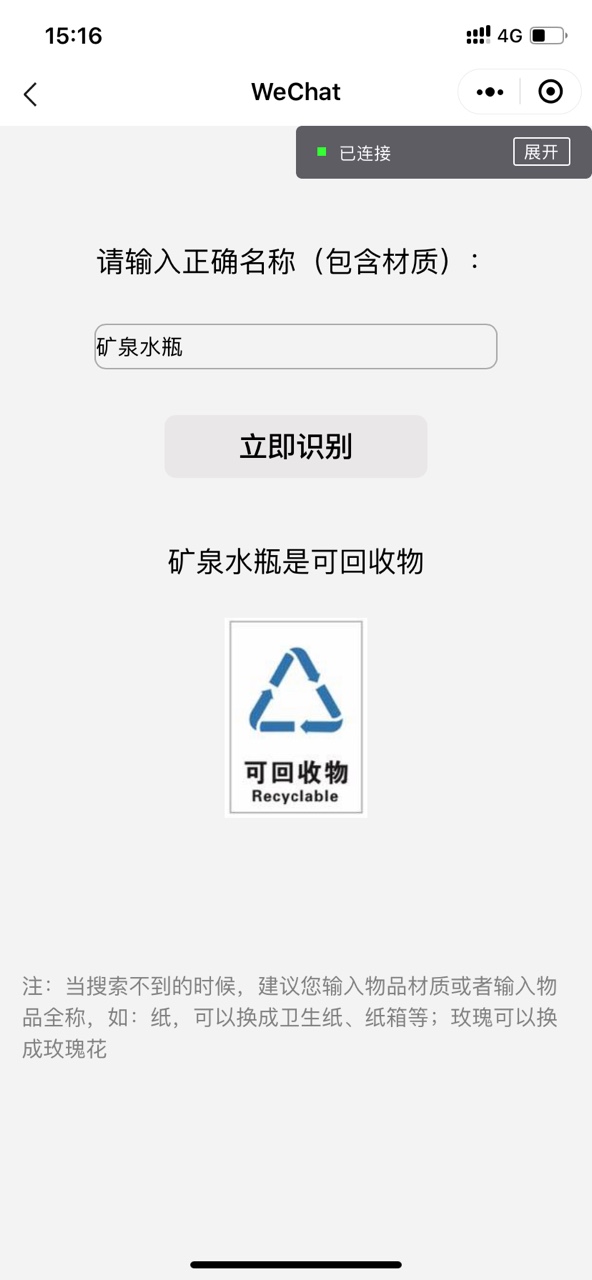 15:16
4G
WeChat
已连接
展开
请输入正确名称（包含材质）:
矿泉水瓶
立即识别
矿泉水瓶是可回收物
可回收物
Recyclable
注：当搜索不到的时候，建议您输入物品材质或者输入物
品全称，如：纸，可以换成卫生纸、纸箱等；玫瑰可以换
成玫瑰花